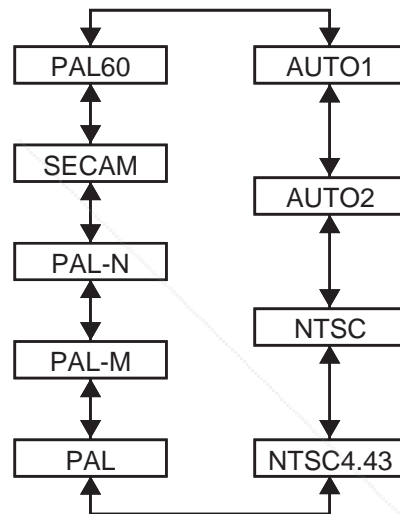 PAL60
AUTO1
SECAM
AUTO2
PAL-N
NTSC
PAL-M
PAL
NTSC4.43